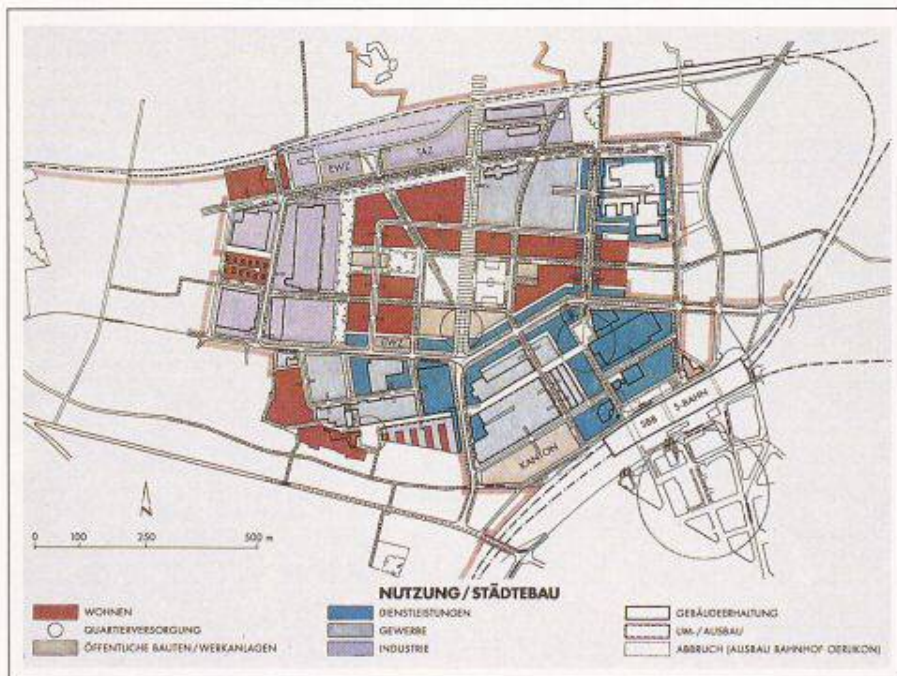 EWZ
TAZ
EWZ
KANTON
SBB S-BAHN
0 100 250 500 m
NUTZUNG/STÄDTEBAU
WOHNEN
QUARTIERVERSORGUNG
ÖFFENTLICHE BAUTEN/WERKANLAGEN
DIENSTLEISTUNGEN
GEWERBE
INDUSTRIE
GEBÄUDEERHALTUNG
UM-/AUSBAU
ABBRUCH (AUSBAU BAHNHOF OERLIKON)